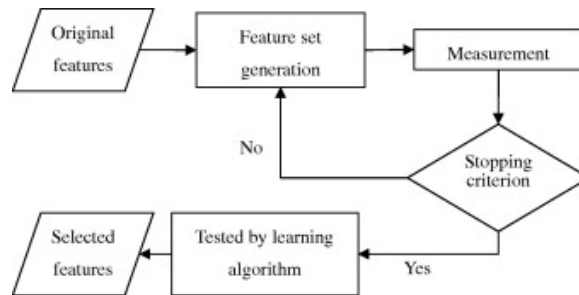 Original
features
Feature set
generation
Measurement
No
Stopping
criterion
Selected
features
Tested by learning
algorithm
Yes